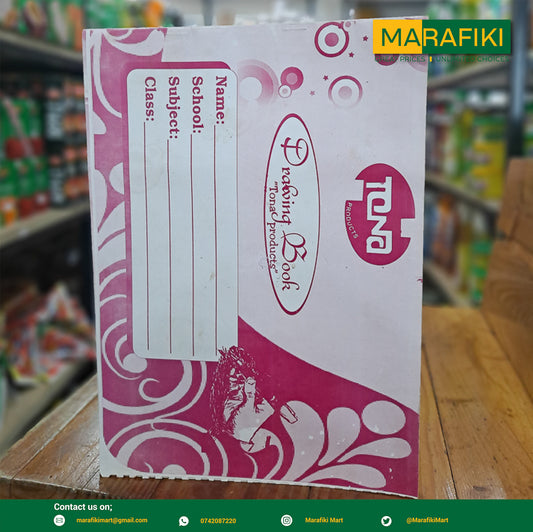 MARAFIKI
TONA
PRODUCTS
Drawing Book
"Tona products"
Name:
School:
Subject:
Class:
Contact us on;
marafikimart@gmail.com
0742087220
Marafiki Mart
@MarafikiMart